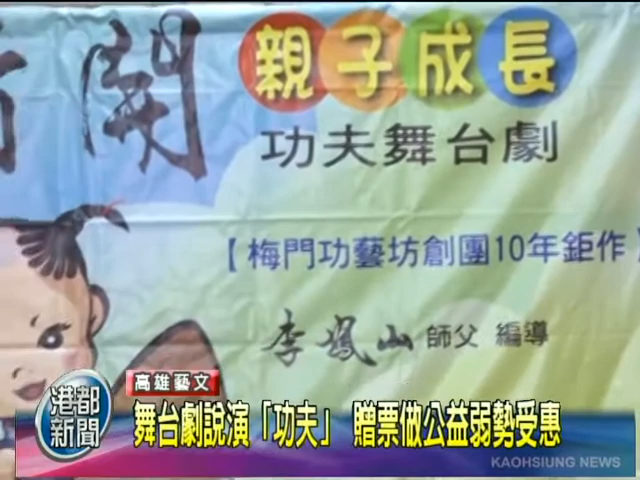 開
親子成長
功夫舞台劇
【梅門功藝坊創團10年鉅作】
李鳳山師父 編導
高雄藝文
港都新聞
舞台劇說演「功夫」 贈票做公益弱勢受惠
KAOHSIUNG NEWS